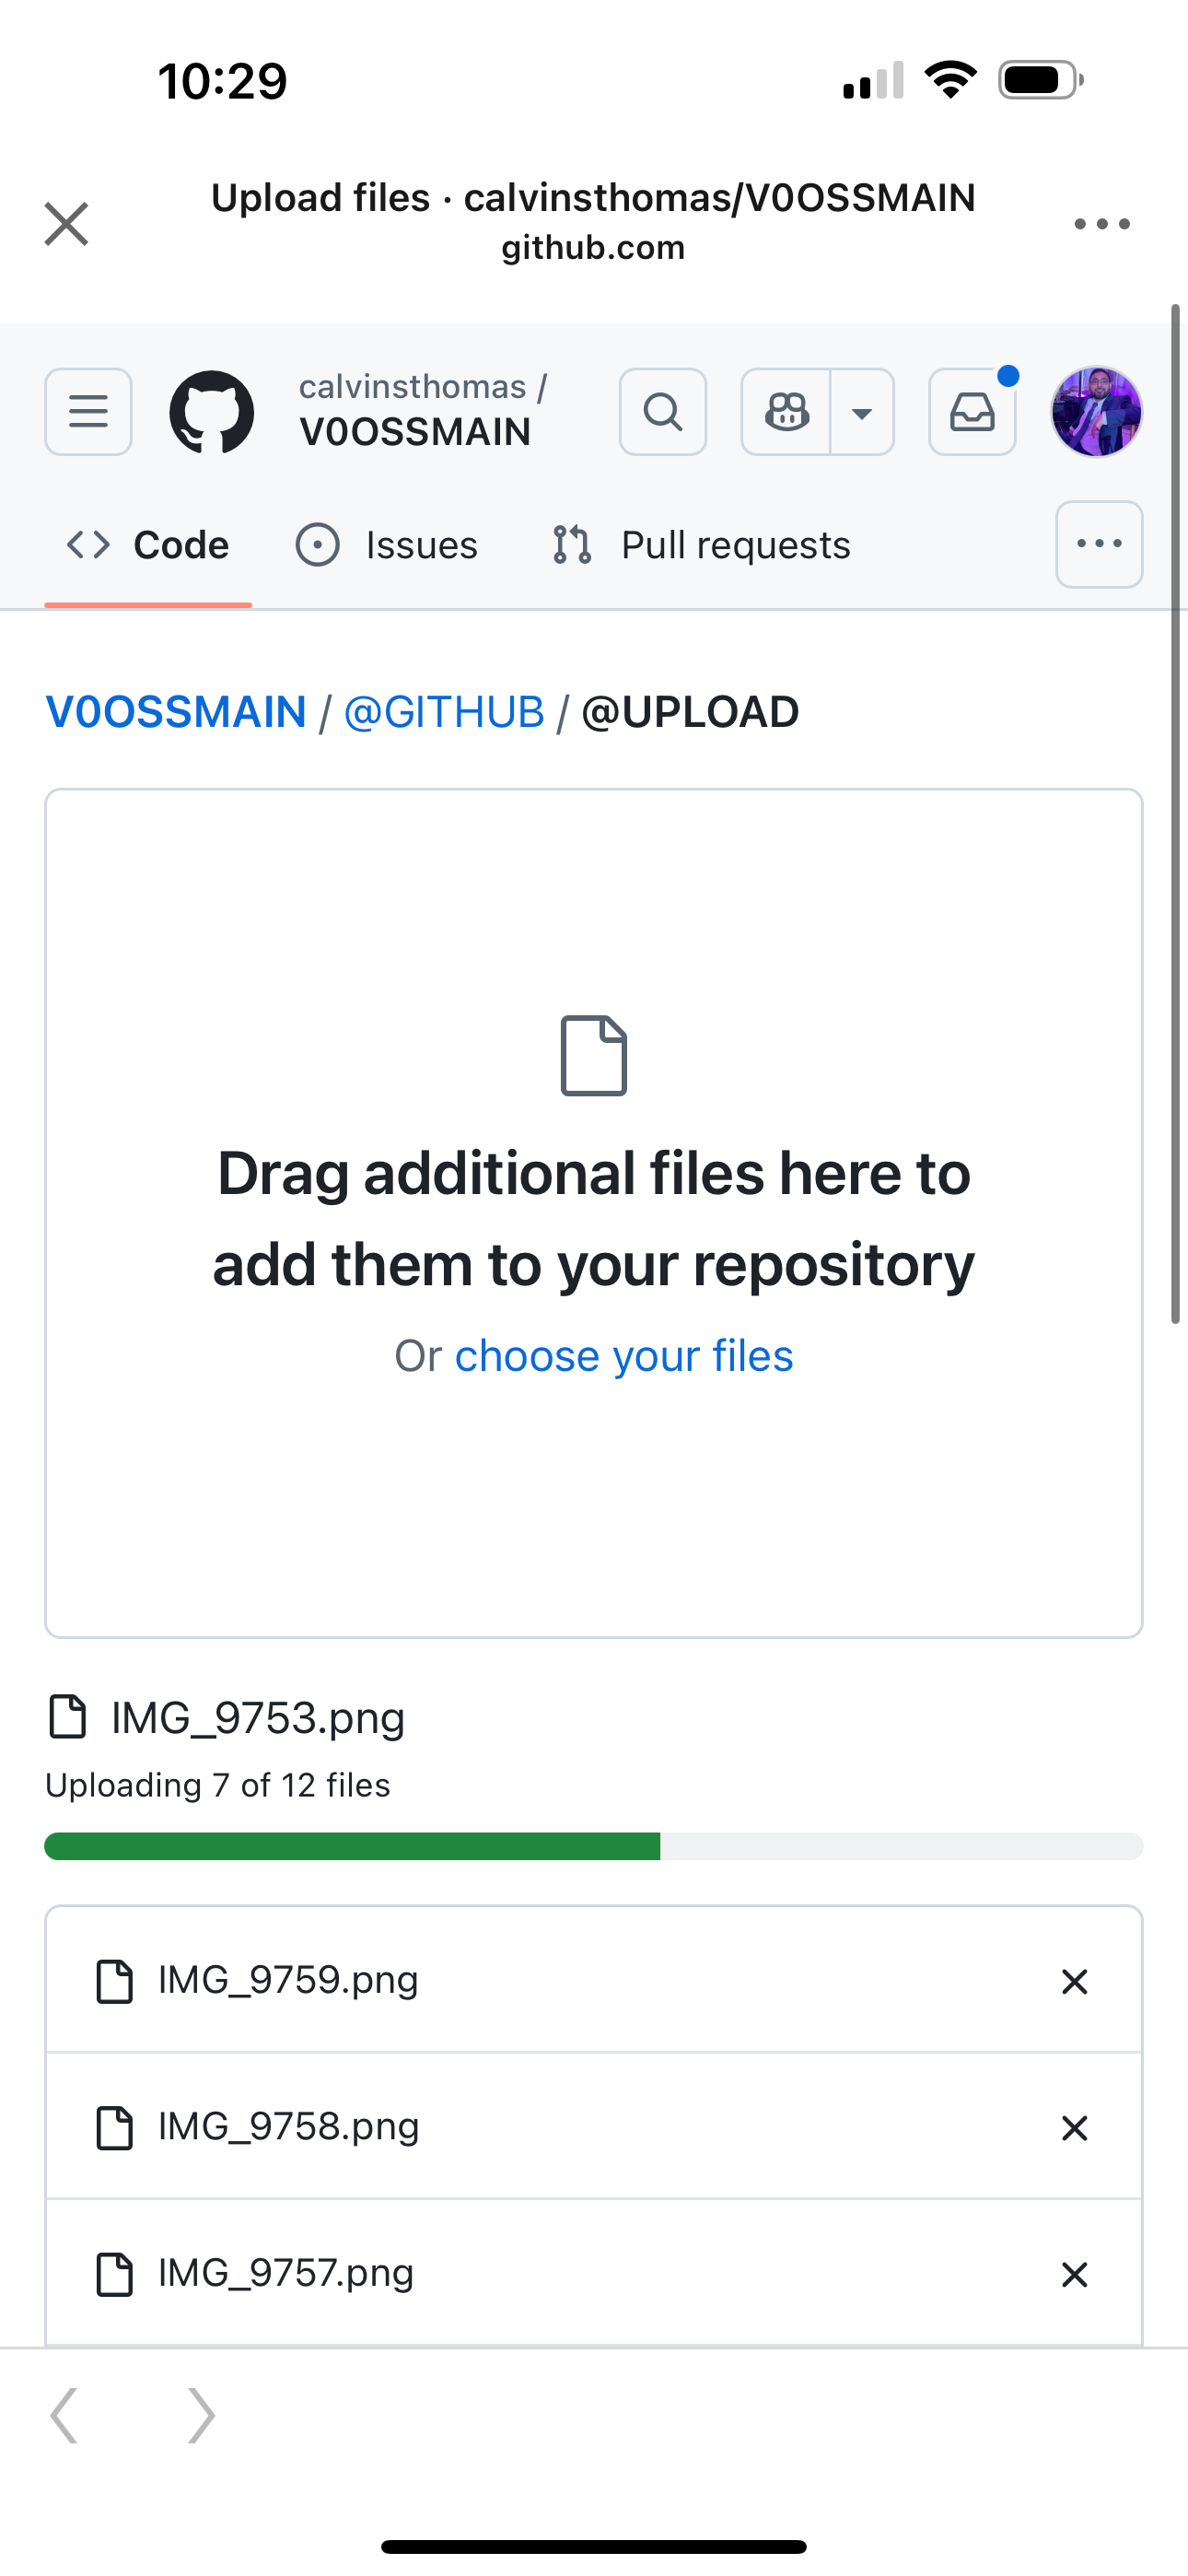 10:29
Upload files · calvinsthomas/V0OSSMAIN
github.com
calvinsthomas /
V0OSSMAIN
Code
Issues
Pull requests
V0OSSMAIN / @GITHUB / @UPLOAD
Drag additional files here to
add them to your repository
Or choose your files
IMG_9753.png
Uploading 7 of 12 files
IMG_9759.png
IMG_9758.png
IMG_9757.png